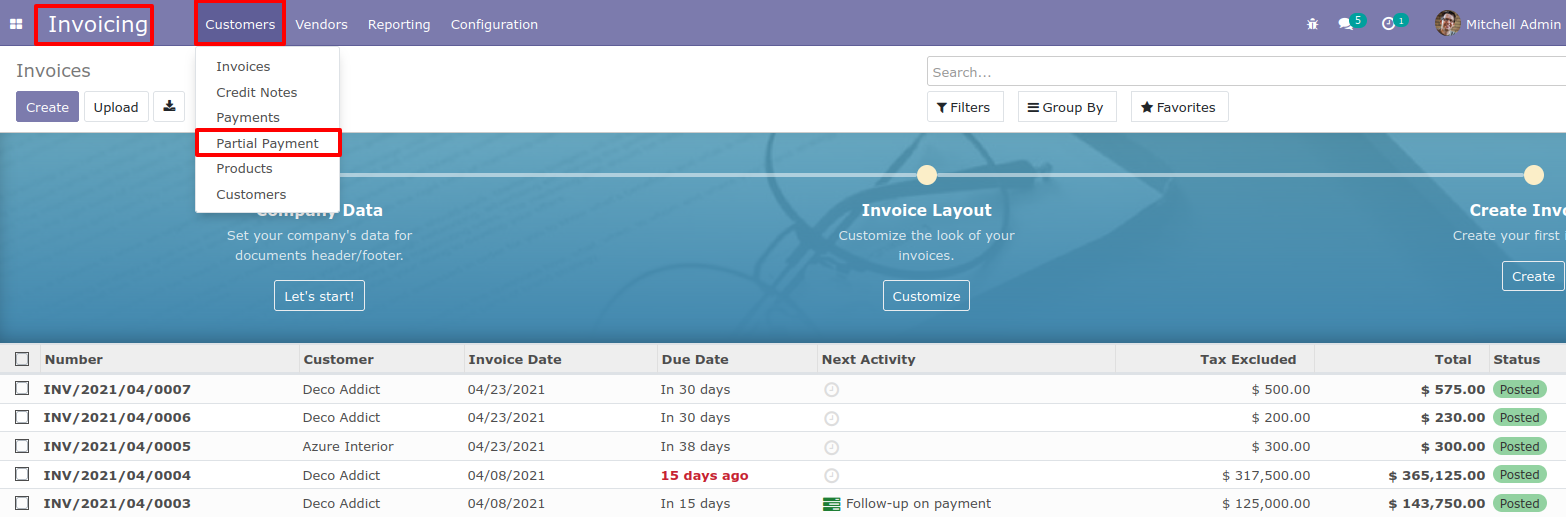 Invoicing Customers Vendors Reporting Configuration 5 1 Mitchell Admin
Invoices
Create Upload
Search...
Filters Group By Favorites
Invoices
Credit Notes
Payments
Partial Payment
Products
Customers
Company Data
Set your company's data for
documents header/footer.
Let's start!
Invoice Layout
Customize the look of your
invoices.
Customize
Create Invo
Create your first i
Create
Number Customer Invoice Date Due Date Next Activity Tax Excluded Total Status
INV/2021/04/0007 Deco Addict 04/23/2021 In 30 days $ 500.00 $ 575.00 Posted
INV/2021/04/0006 Deco Addict 04/23/2021 In 30 days $ 200.00 $ 230.00 Posted
INV/2021/04/0005 Azure Interior 04/23/2021 In 38 days $ 300.00 $ 300.00 Posted
INV/2021/04/0004 Deco Addict 04/08/2021 15 days ago $ 317,500.00 $ 365,125.00 Posted
INV/2021/04/0003 Deco Addict 04/08/2021 In 15 days Follow-up on payment $ 125,000.00 $ 143,750.00 Posted